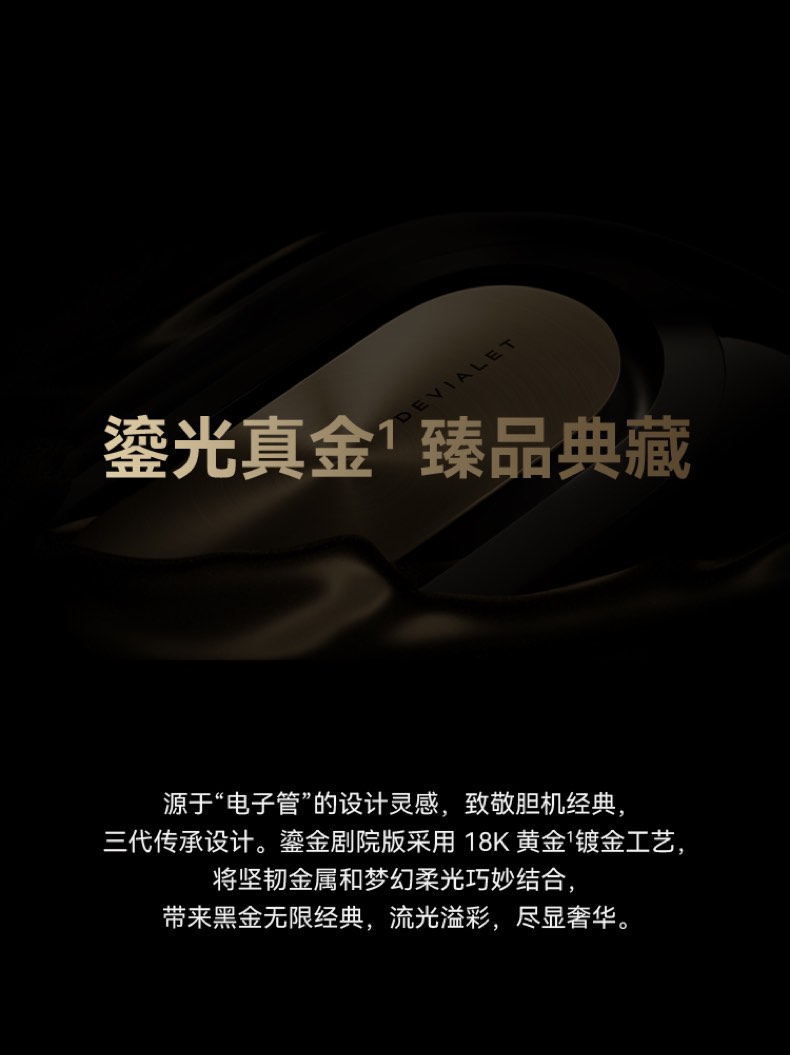 DEVIALET
鎏光真金¹ 臻品典藏
源于“电子管”的设计灵感，致敬胆机经典，
三代传承设计。鎏金剧院版采用 18K 黄金¹镀金工艺，
将坚韧金属和梦幻柔光巧妙结合，
带来黑金无限经典，流光溢彩，尽显奢华。